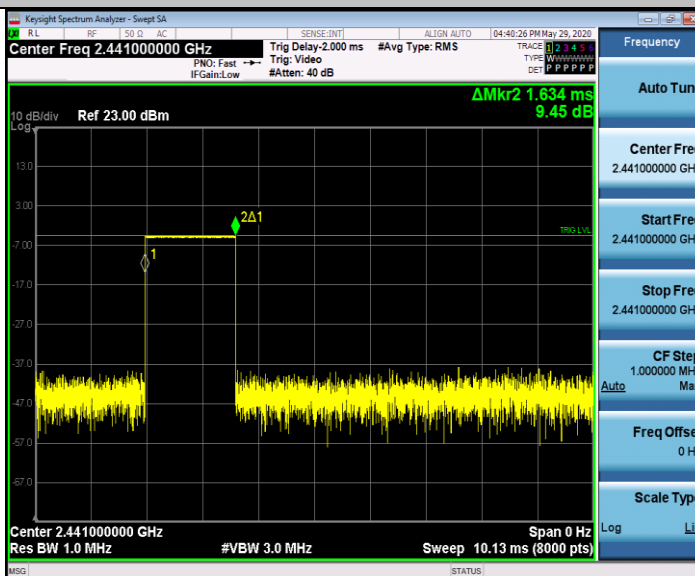 Keysight Spectrum Analyzer - Swept SA
RL RF 50 Ω AC SENSE:INT ALIGN AUTO 04:40:26 PM May 29, 2020
Center Freq 2.441000000 GHz
PNO: Fast
IFGain:Low
Trig Delay-2.000 ms
Trig: Video
#Atten: 40 dB
#Avg Type: RMS
TRACE 1 2 3 4 5 6
TYPE WWWWWW
DET P P P P P P
ΔMkr2 1.634 ms
9.45 dB
10 dB/div
Log
Ref 23.00 dBm
13.0
3.00
-7.00
-17.0
-27.0
-37.0
-47.0
-57.0
-67.0
2Δ1
1
TRIG LVL
Center 2.441000000 GHz
Span 0 Hz
Res BW 1.0 MHz
#VBW 3.0 MHz
Sweep 10.13 ms (8000 pts)
MSG
STATUS
Frequency
Auto Tun
Center Fre
2.441000000 GH
Start Fre
2.441000000 GH
Stop Fre
2.441000000 GH
CF Step
1.000000 MH
Auto Ma
Freq Offse
0 H
Scale Type
Log Li